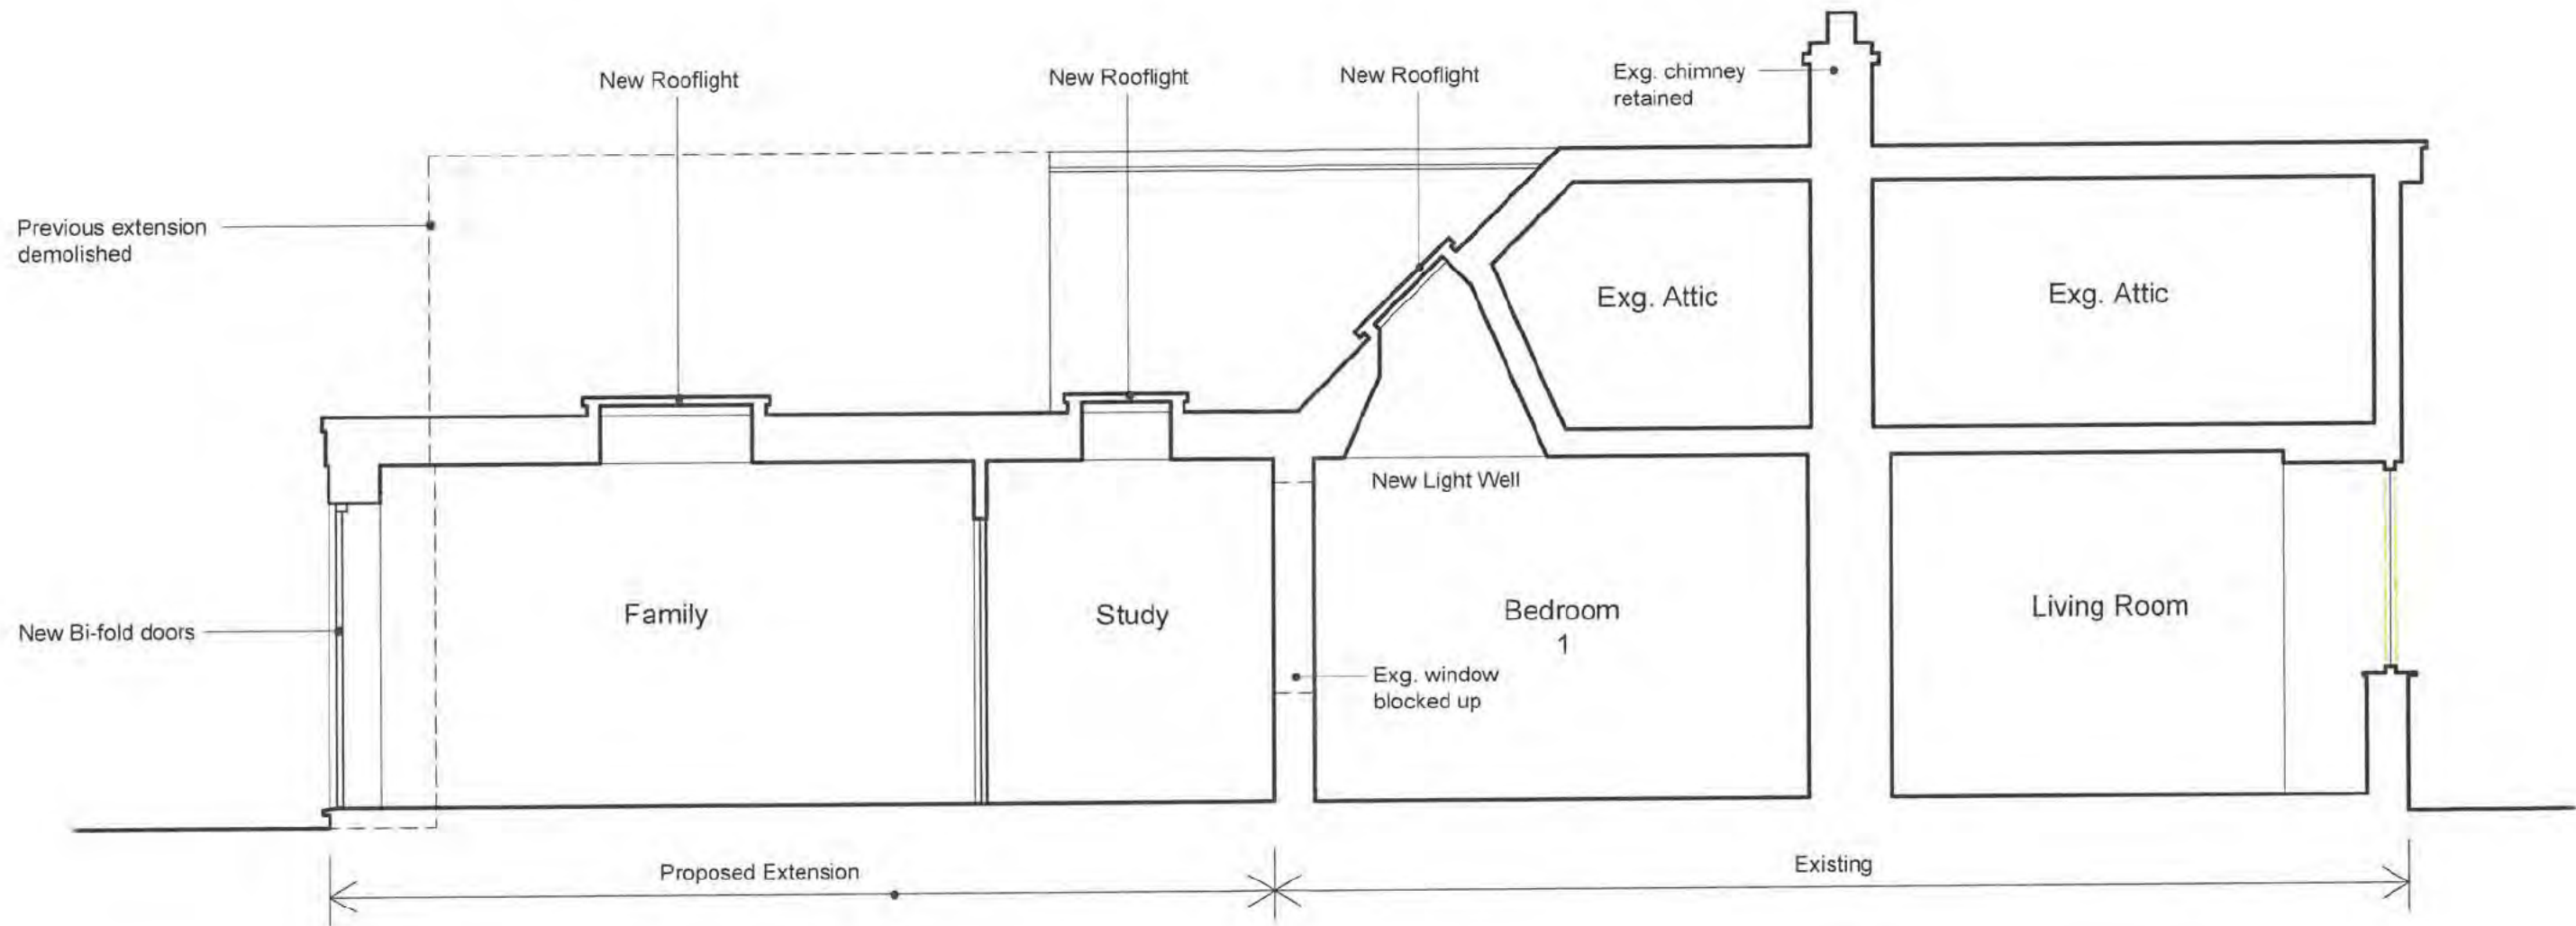 New Rooflight
New Rooflight
New Rooflight
Exg. chimney
retained
Previous extension
demolished
Exg. Attic
Exg. Attic
New Light Well
New Bi-fold doors
Family
Study
Bedroom
1
Living Room
Exg. window
blocked up
Proposed Extension
Existing